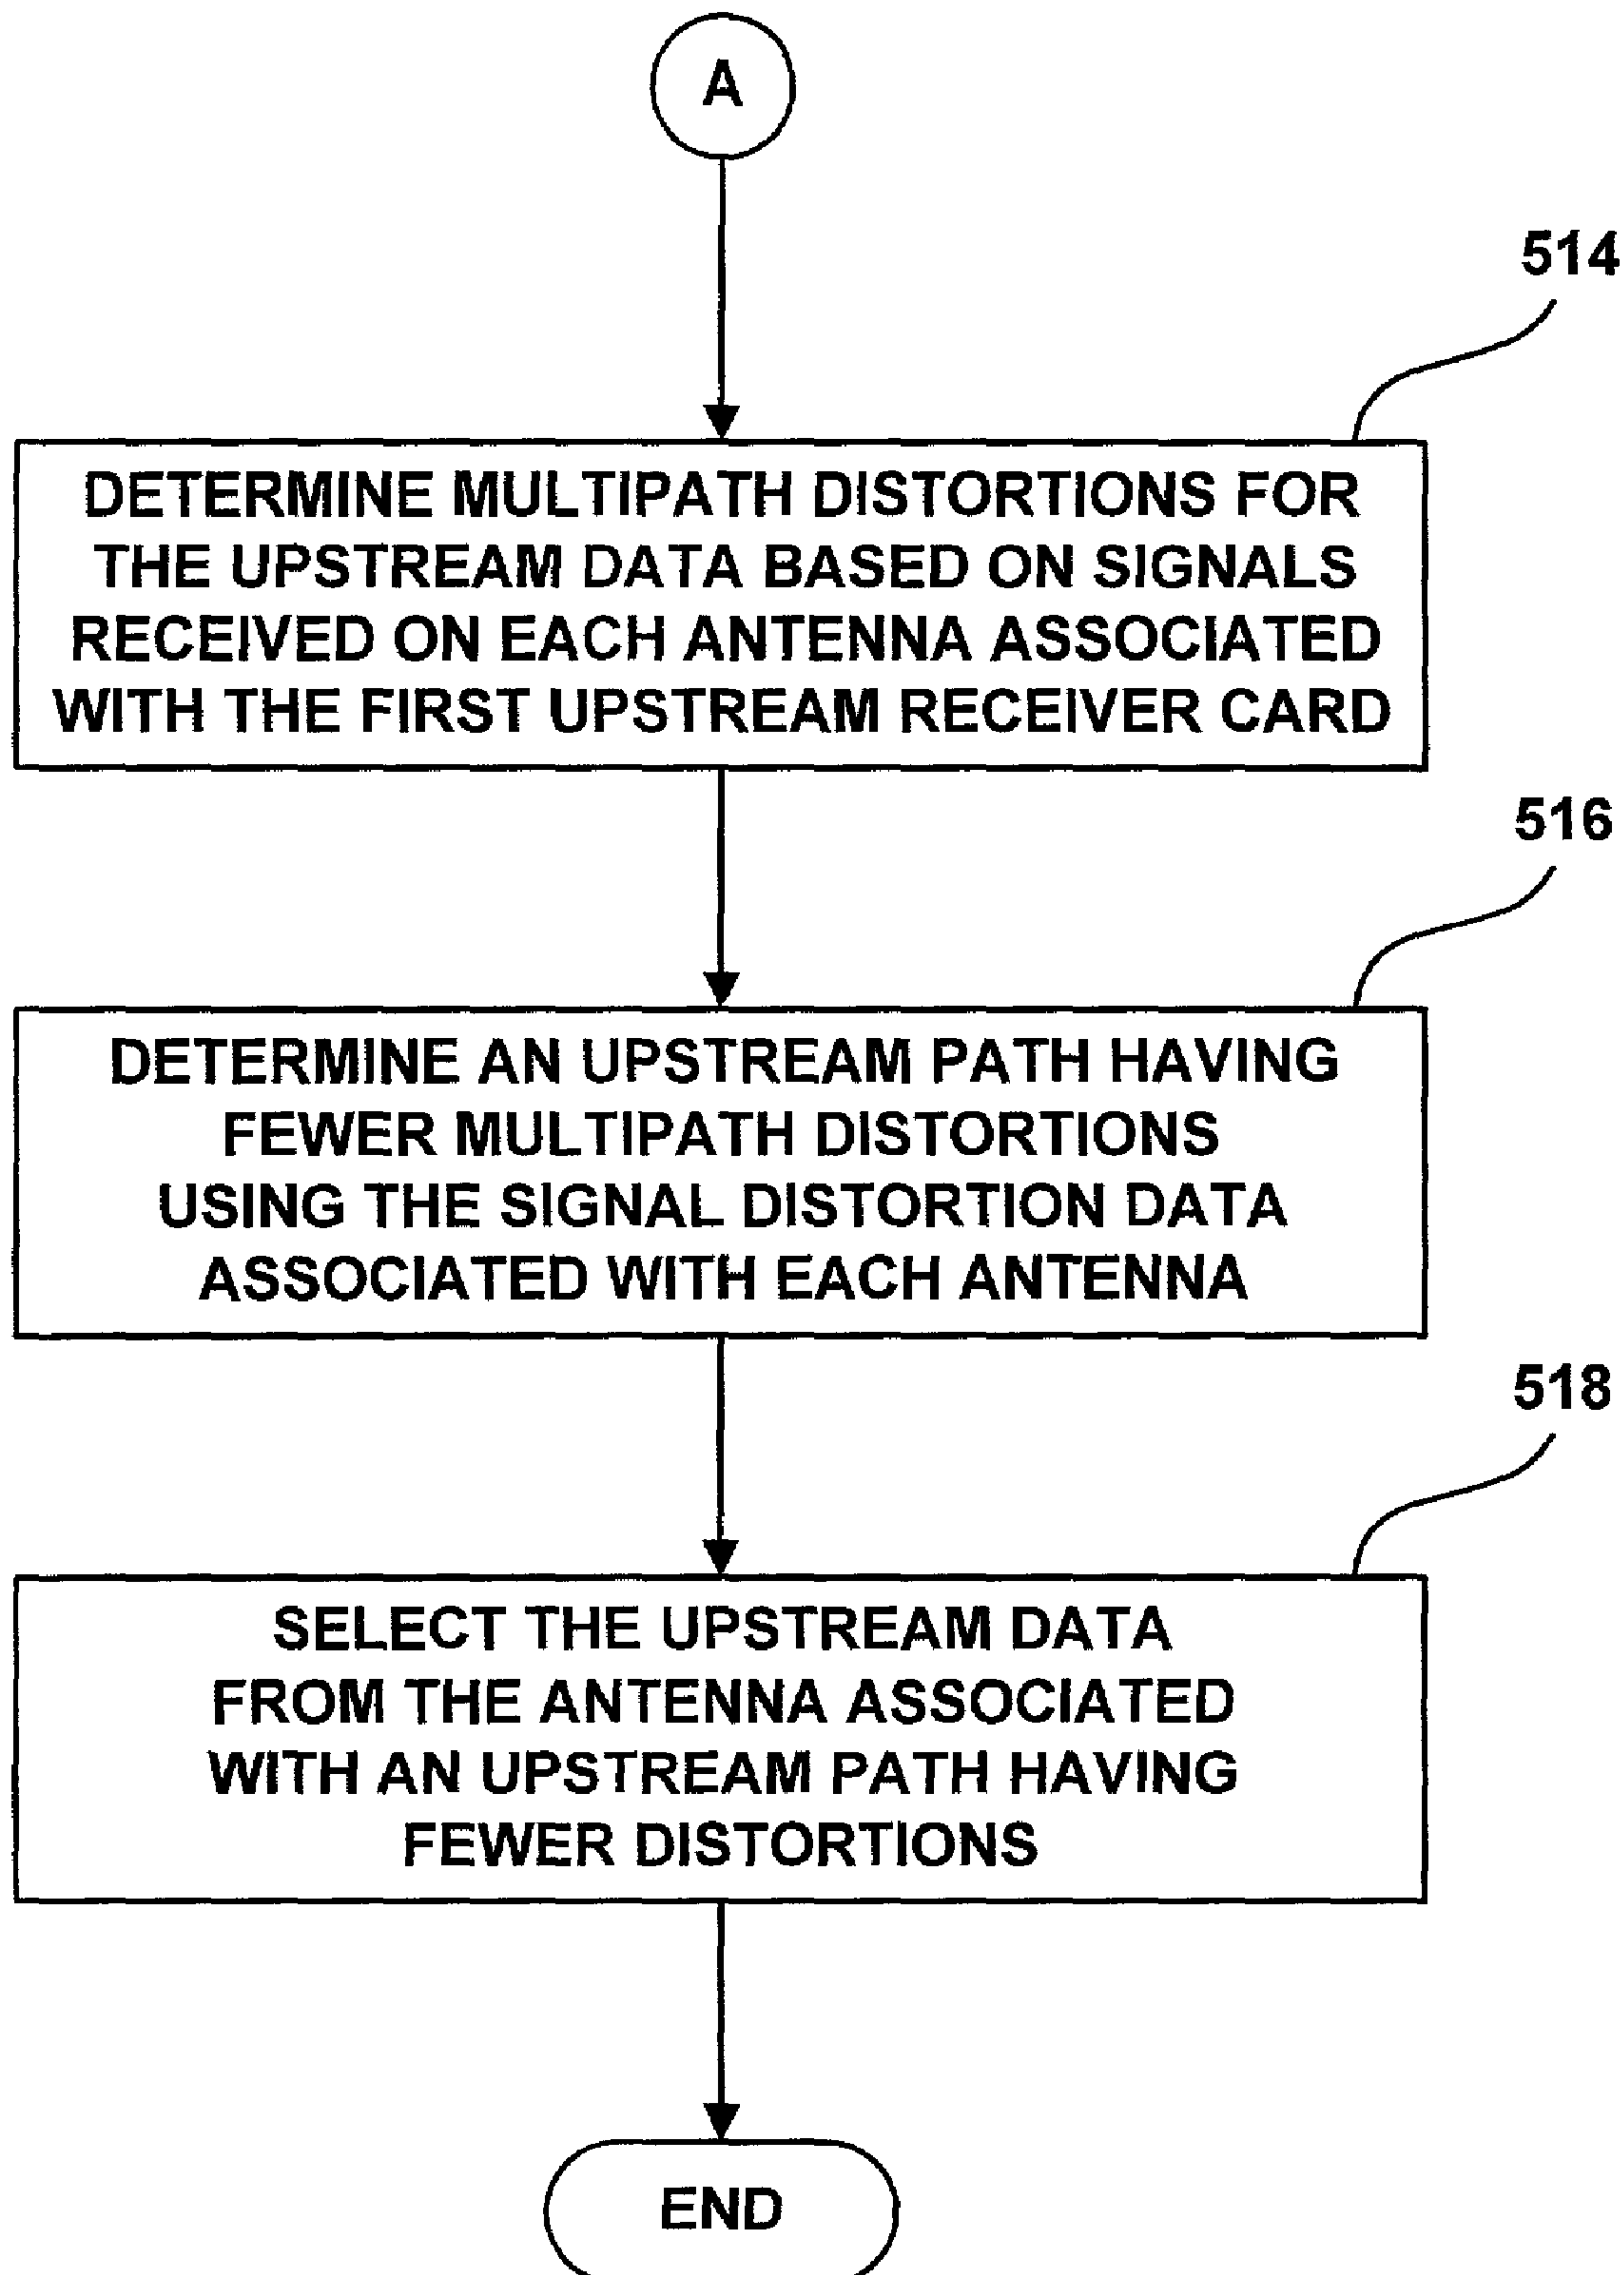 A
514
DETERMINE MULTIPATH DISTORTIONS FOR
THE UPSTREAM DATA BASED ON SIGNALS
RECEIVED ON EACH ANTENNA ASSOCIATED
WITH THE FIRST UPSTREAM RECEIVER CARD
516
DETERMINE AN UPSTREAM PATH HAVING
FEWER MULTIPATH DISTORTIONS
USING THE SIGNAL DISTORTION DATA
ASSOCIATED WITH EACH ANTENNA
518
SELECT THE UPSTREAM DATA
FROM THE ANTENNA ASSOCIATED
WITH AN UPSTREAM PATH HAVING
FEWER DISTORTIONS
END